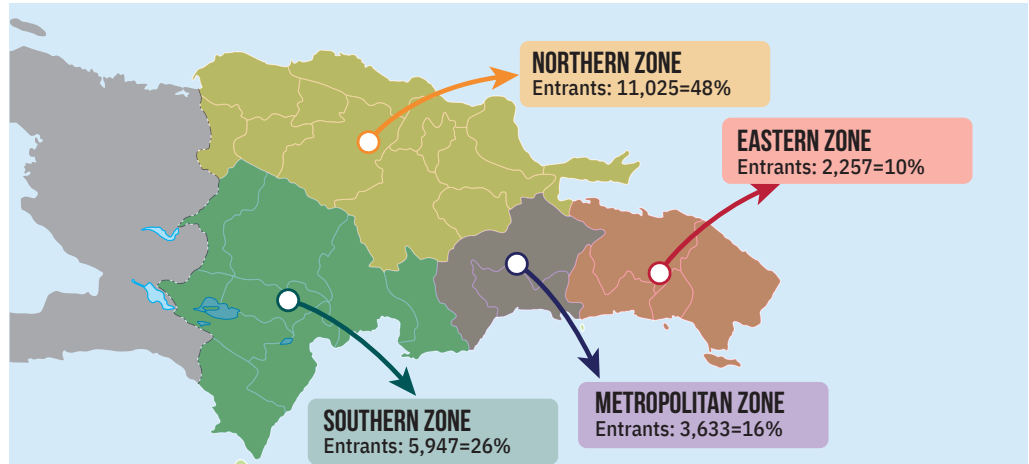 NORTHERN ZONE
Entrants: 11,025=48%
EASTERN ZONE
Entrants: 2,257=10%
METROPOLITAN ZONE
Entrants: 3,633=16%
SOUTHERN ZONE
Entrants: 5,947=26%